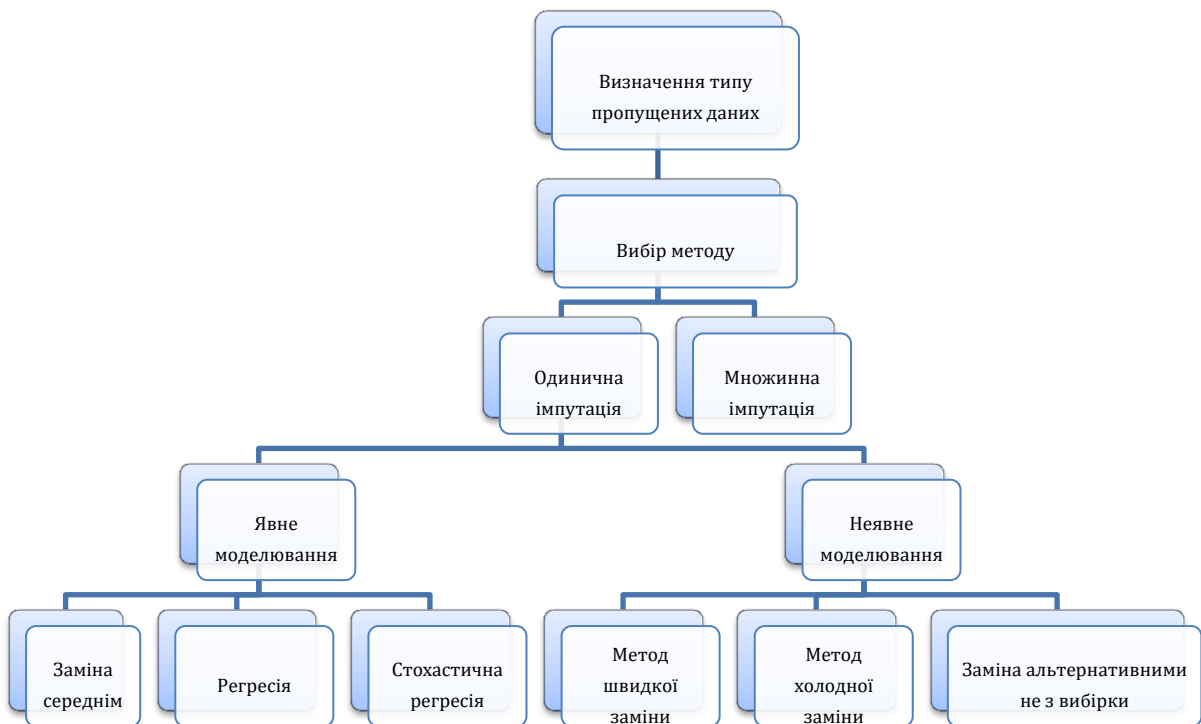 Визначення типу
пропущених даних
Вибір методу
Одинична
імпутація
Множинна
імпутація
Явне
моделювання
Неявне
моделювання
Заміна
середнім
Регресія
Стохастична
регресія
Метод
швидкої
заміни
Метод
холодної
заміни
Заміна альтернативними
не з вибірки